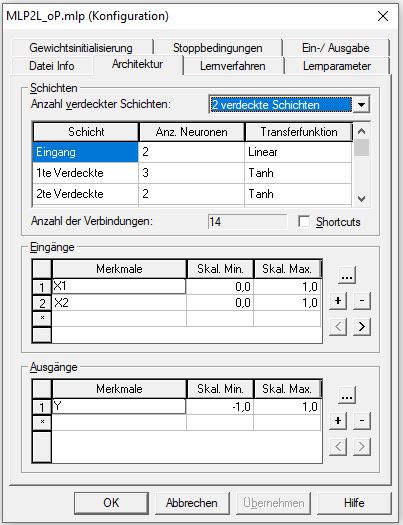 MLP2L_oP.mlp (Konfiguration)
Gewichtsinitialisierung Stoppbedingungen Ein-/ Ausgabe
Datei Info Architektur Lernverfahren Lernparameter
Schichten
Anzahl verdeckter Schichten: 2 verdeckte Schichten
Schicht Anz. Neuronen Transferfunktion
Eingang 2 Linear
1te Verdeckte 3 Tanh
2te Verdeckte 2 Tanh
Anzahl der Verbindungen: 14 Shortcuts
Eingänge
Merkmale Skal. Min. Skal. Max.
1 X1 0,0 1,0
2 X2 0,0 1,0
*
...
+ -
< >
Ausgänge
Merkmale Skal. Min. Skal. Max.
1 Y -1,0 1,0
*
...
+ -
< >
OK Abbrechen Übernehmen Hilfe